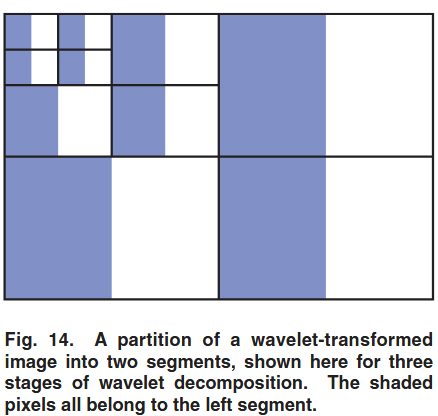 Fig. 14. A partition of a wavelet-transformed
image into two segments, shown here for three
stages of wavelet decomposition. The shaded
pixels all belong to the left segment.